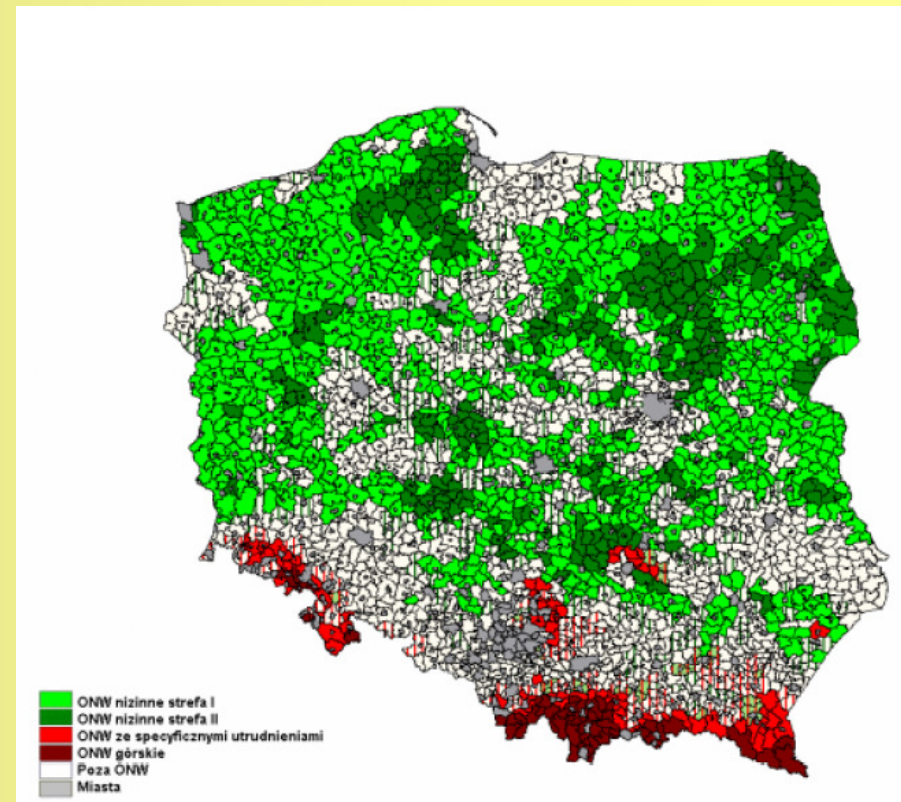 ONW nizinne strefa I
ONW nizinne strefa II
ONW ze specyficznymi utrudnieniami
ONW górskie
Poza ONW
Miasta